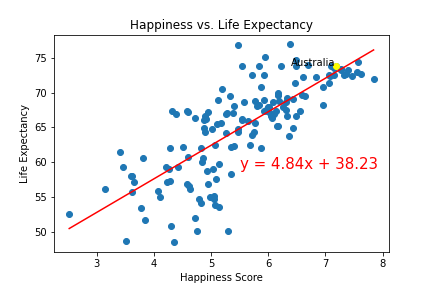 Happiness vs. Life Expectancy
Life Expectancy
75
70
65
60
55
50
Australia
y = 4.84x + 38.23
3 4 5 6 7 8
Happiness Score